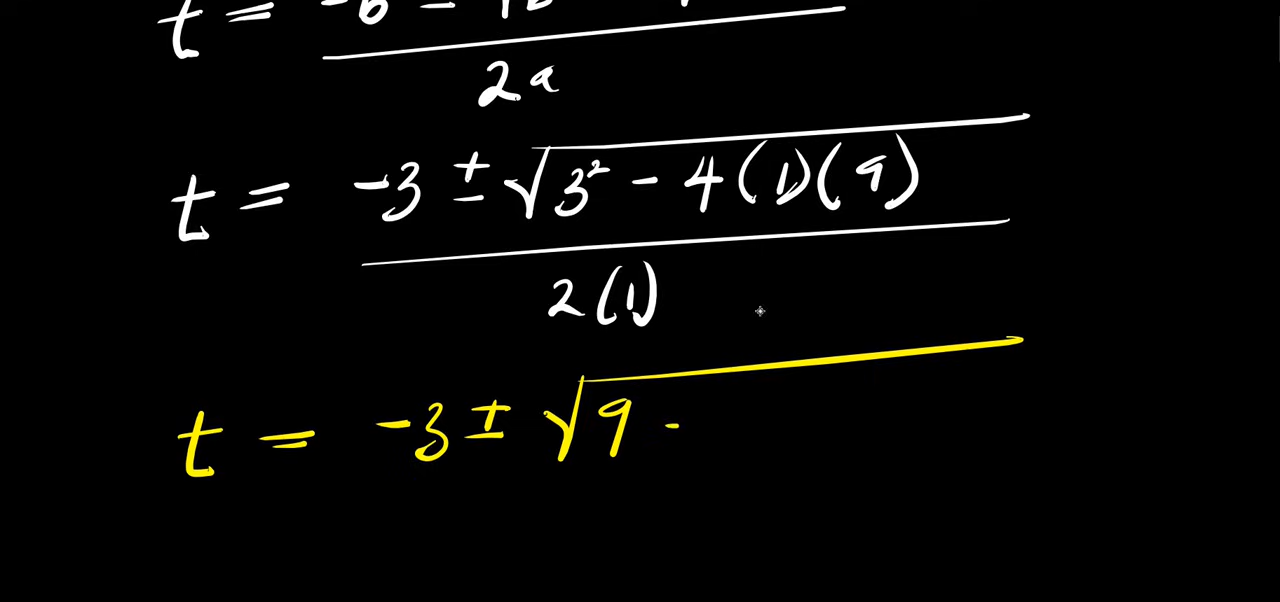 t = -b ±
2a
t = -3 ± √3² - 4(1)(9)
2(1)
t = -3 ± √9 -